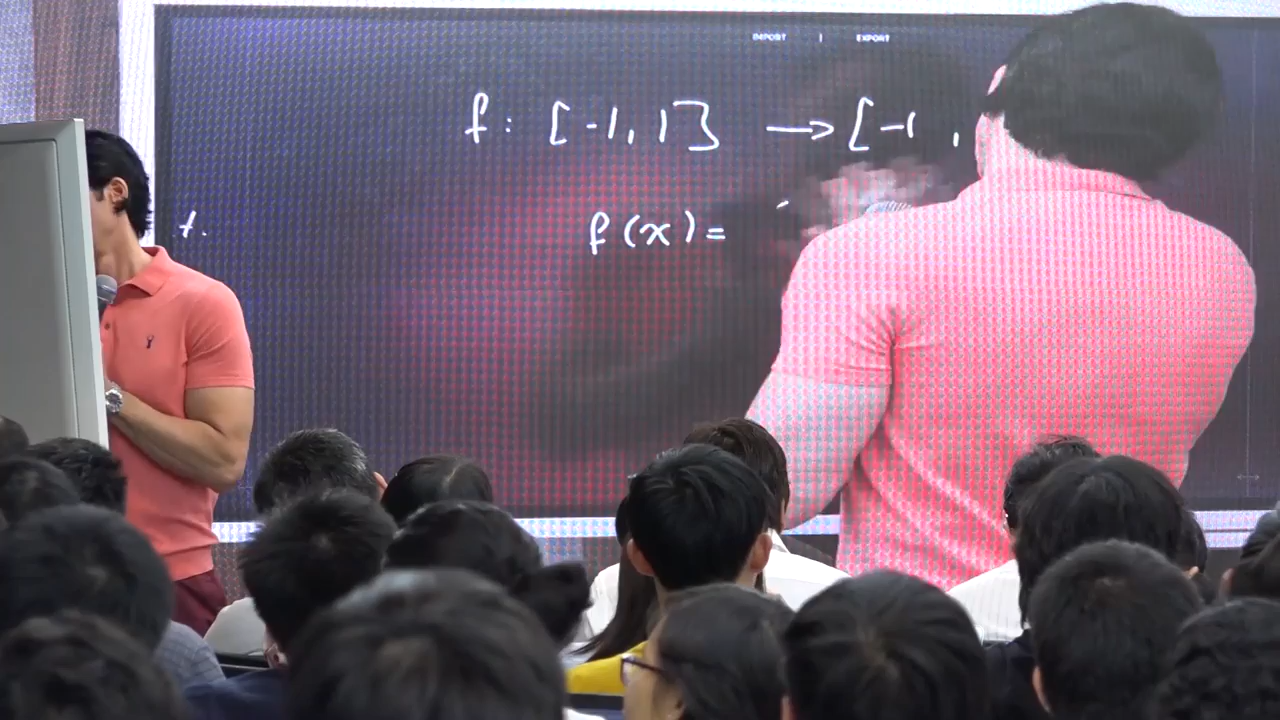 IMPORT | EXPORT
f: [-1, 1] → [-1,
f(x) =